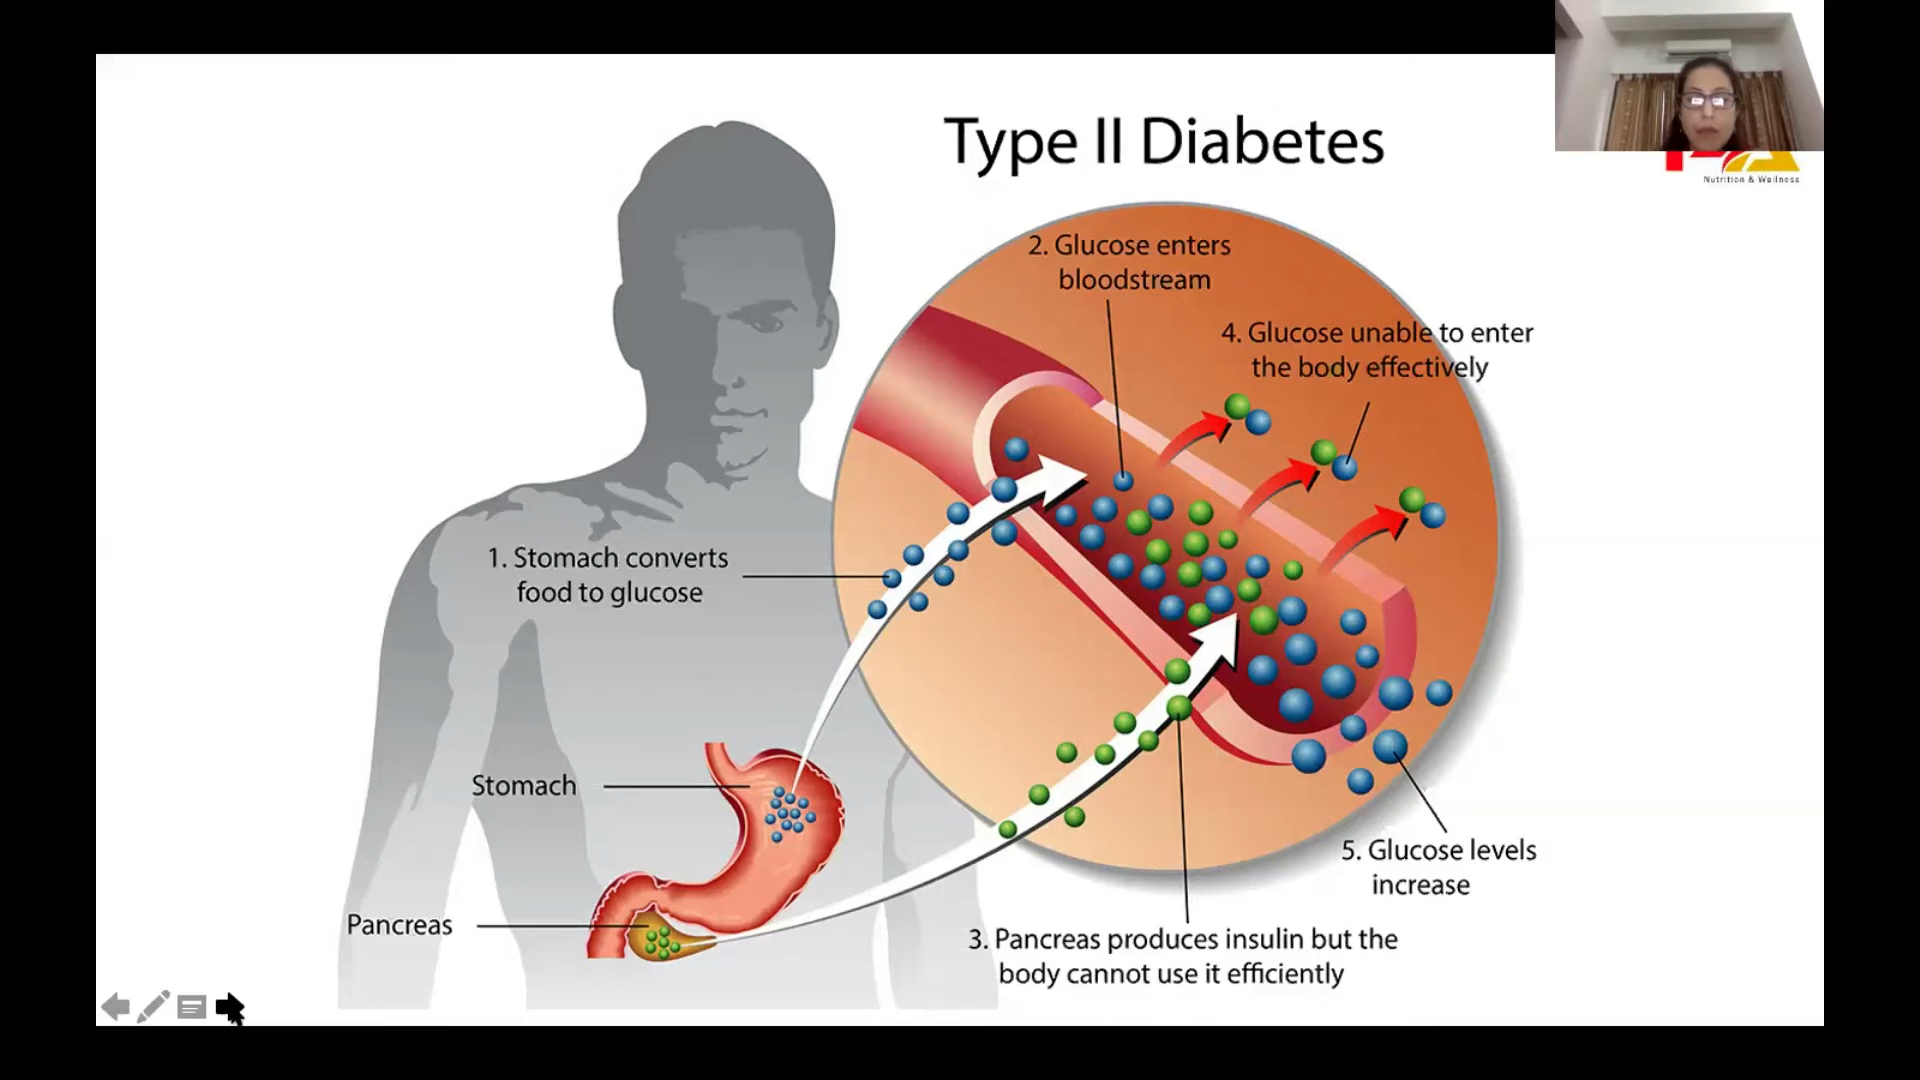 Type II Diabetes
Nutrition & Wellness
2. Glucose enters
bloodstream
4. Glucose unable to enter
the body effectively
1. Stomach converts
food to glucose
Stomach
5. Glucose levels
increase
Pancreas
3. Pancreas produces insulin but the
body cannot use it efficiently